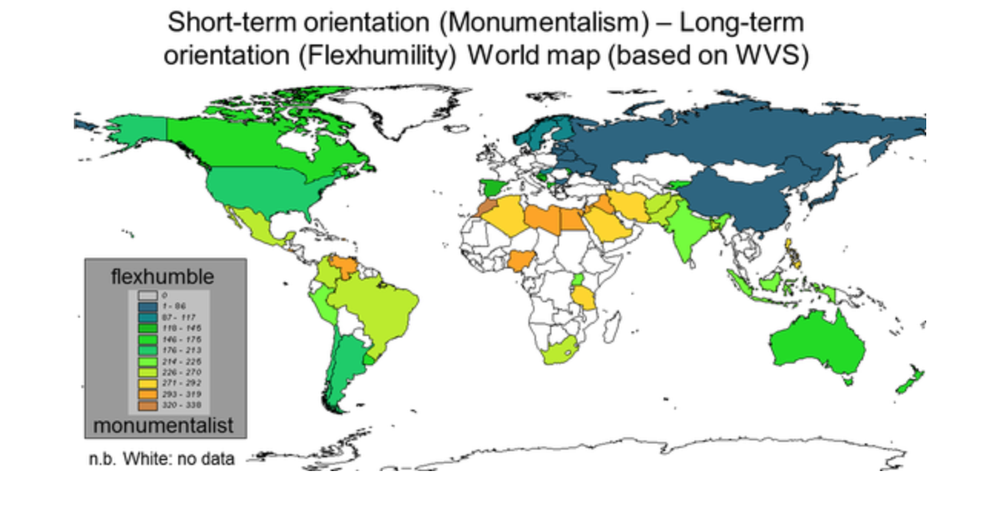 Short-term orientation (Monumentalism) – Long-term
orientation (Flexhumility) World map (based on WVS)
flexhumble
0
1 - 86
87 - 117
118 - 145
146 - 175
176 - 213
214 - 225
226 - 270
271 - 292
293 - 319
320 - 338
monumentalist
n.b. White: no data